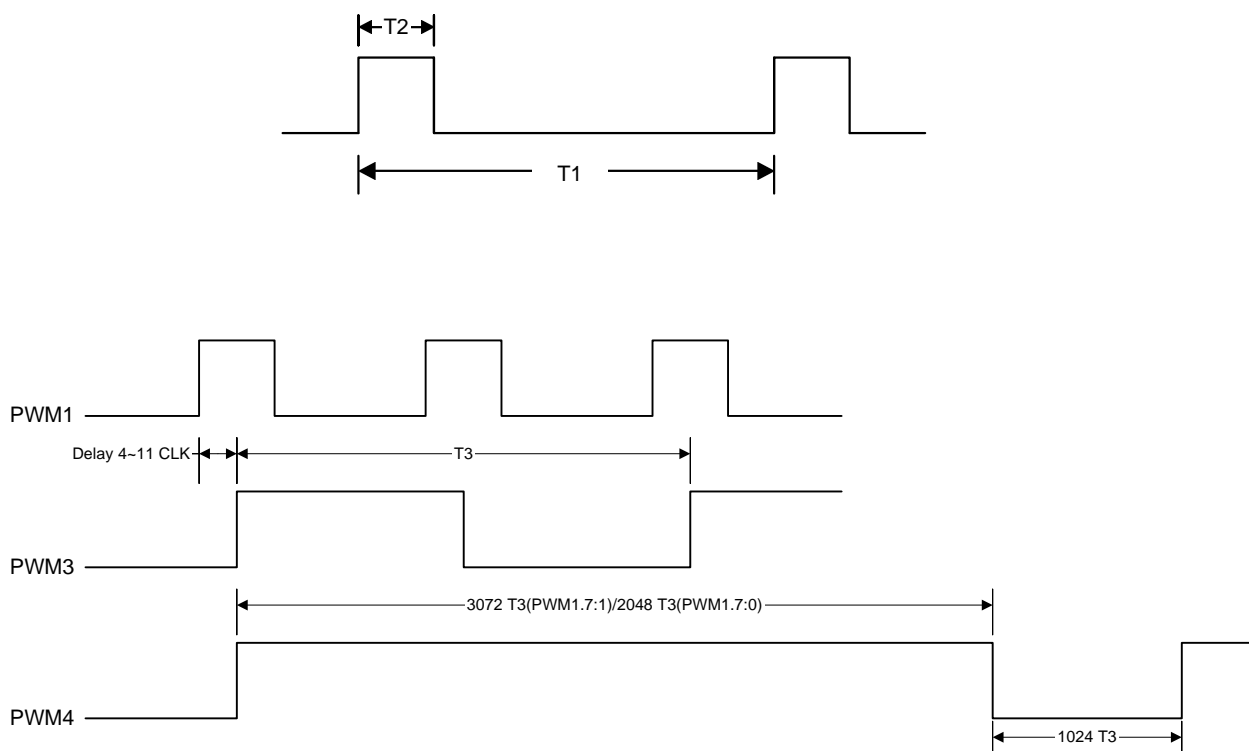 T2
T1
PWM1
Delay 4~11 CLK
T3
PWM3
3072 T3(PWM1.7:1)/2048 T3(PWM1.7:0)
PWM4
1024 T3